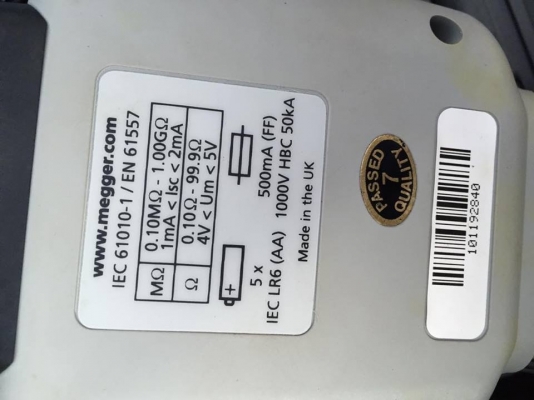 www.megger.com
IEC 61010-1 / EN 61557
MΩ 0.10MΩ - 1.00GΩ
1mA < Isc < 2mA
Ω 0.10Ω - 99.9Ω
4V < Um < 5V
+
5 x 500mA (FF)
IEC LR6 (AA) 1000V HBC 50kA
Made in the UK
PASSED
7
QUALITY
101192840